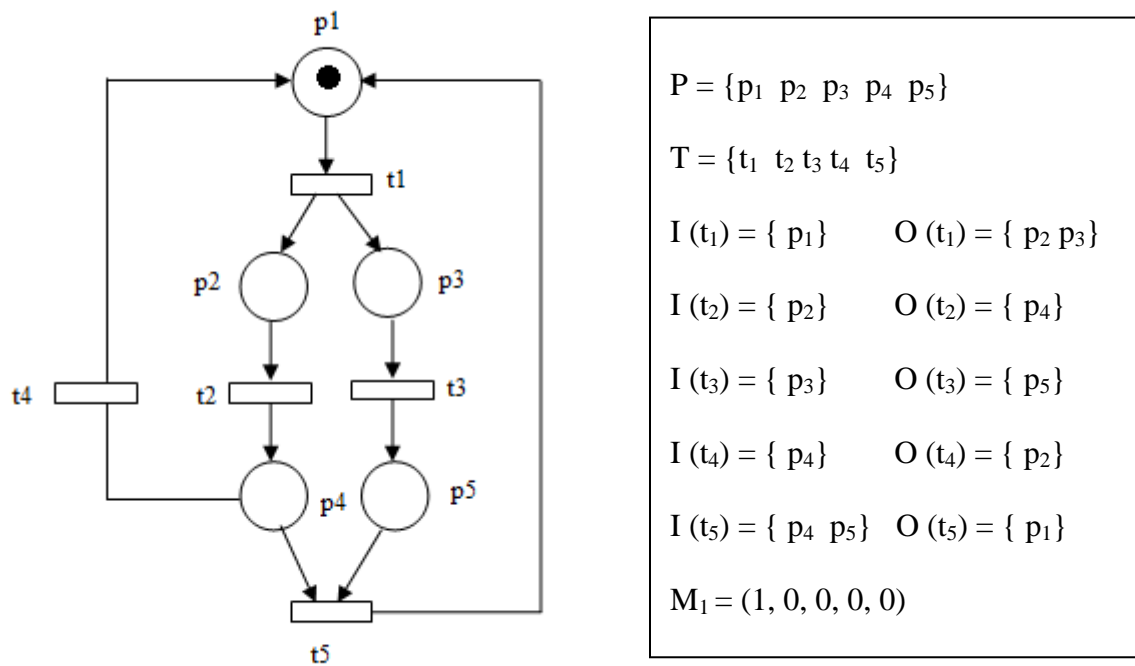 p1
t1
p2
p3
t4
t2
t3
p4
p5
t5
P = {p₁ p₂ p₃ p₄ p₅}
T = {t₁ t₂ t₃ t₄ t₅}
I (t₁) = { p₁} O (t₁) = { p₂ p₃}
I (t₂) = { p₂} O (t₂) = { p₄}
I (t₃) = { p₃} O (t₃) = { p₅}
I (t₄) = { p₄} O (t₄) = { p₂}
I (t₅) = { p₄ p₅} O (t₅) = { p₁}
M₁ = (1, 0, 0, 0, 0)